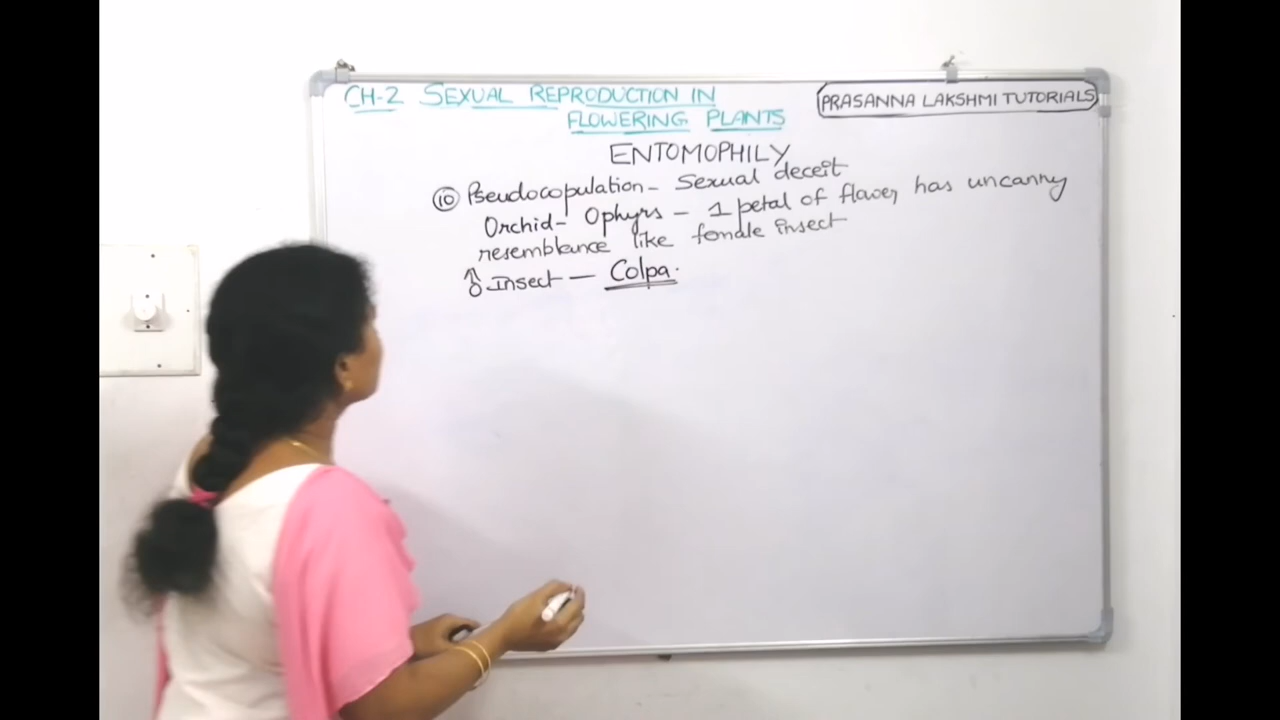 CH-2 SEXUAL REPRODUCTION IN
FLOWERING PLANTS
PRASANNA LAKSHMI TUTORIALS
ENTOMOPHILY
⑩ Pseudocopulation - Sexual deceit
Orchid - Ophyrs - 1 petal of flower has uncanny
resemblance like female insect
♂ Insect — Colpa.